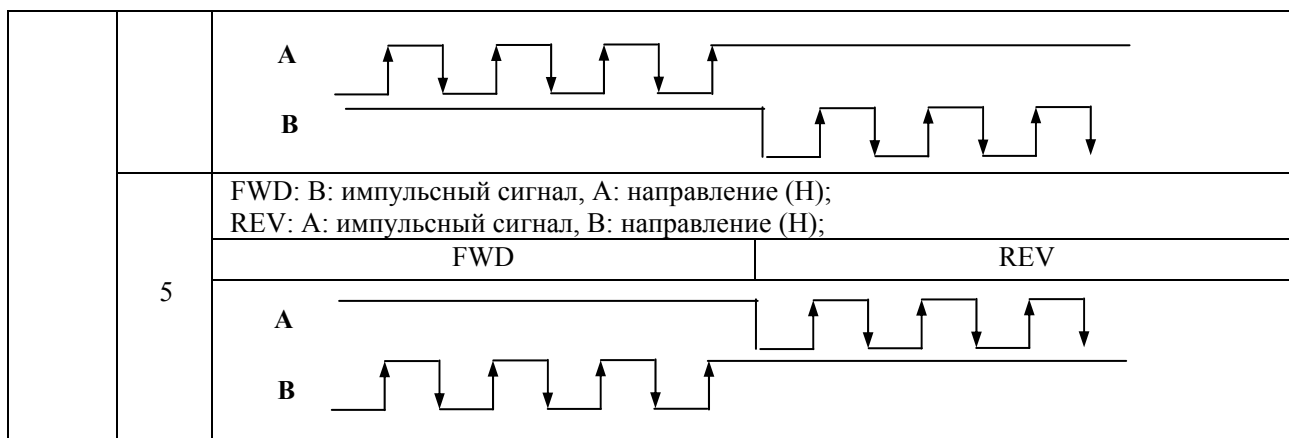 A
B
FWD: B: импульсный сигнал, A: направление (H);
REV: A: импульсный сигнал, B: направление (H);
FWD REV
5
A
B